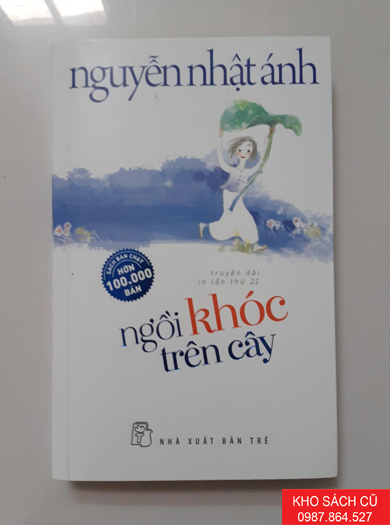 nguyễn nhật ánh
SÁCH BÁN CHẠY
HƠN
100.000
BẢN
truyện dài
in lần thứ 21
ngồi khóc
trên cây
NHÀ XUẤT BẢN TRẺ
KHO SÁCH CŨ
0987.864.527